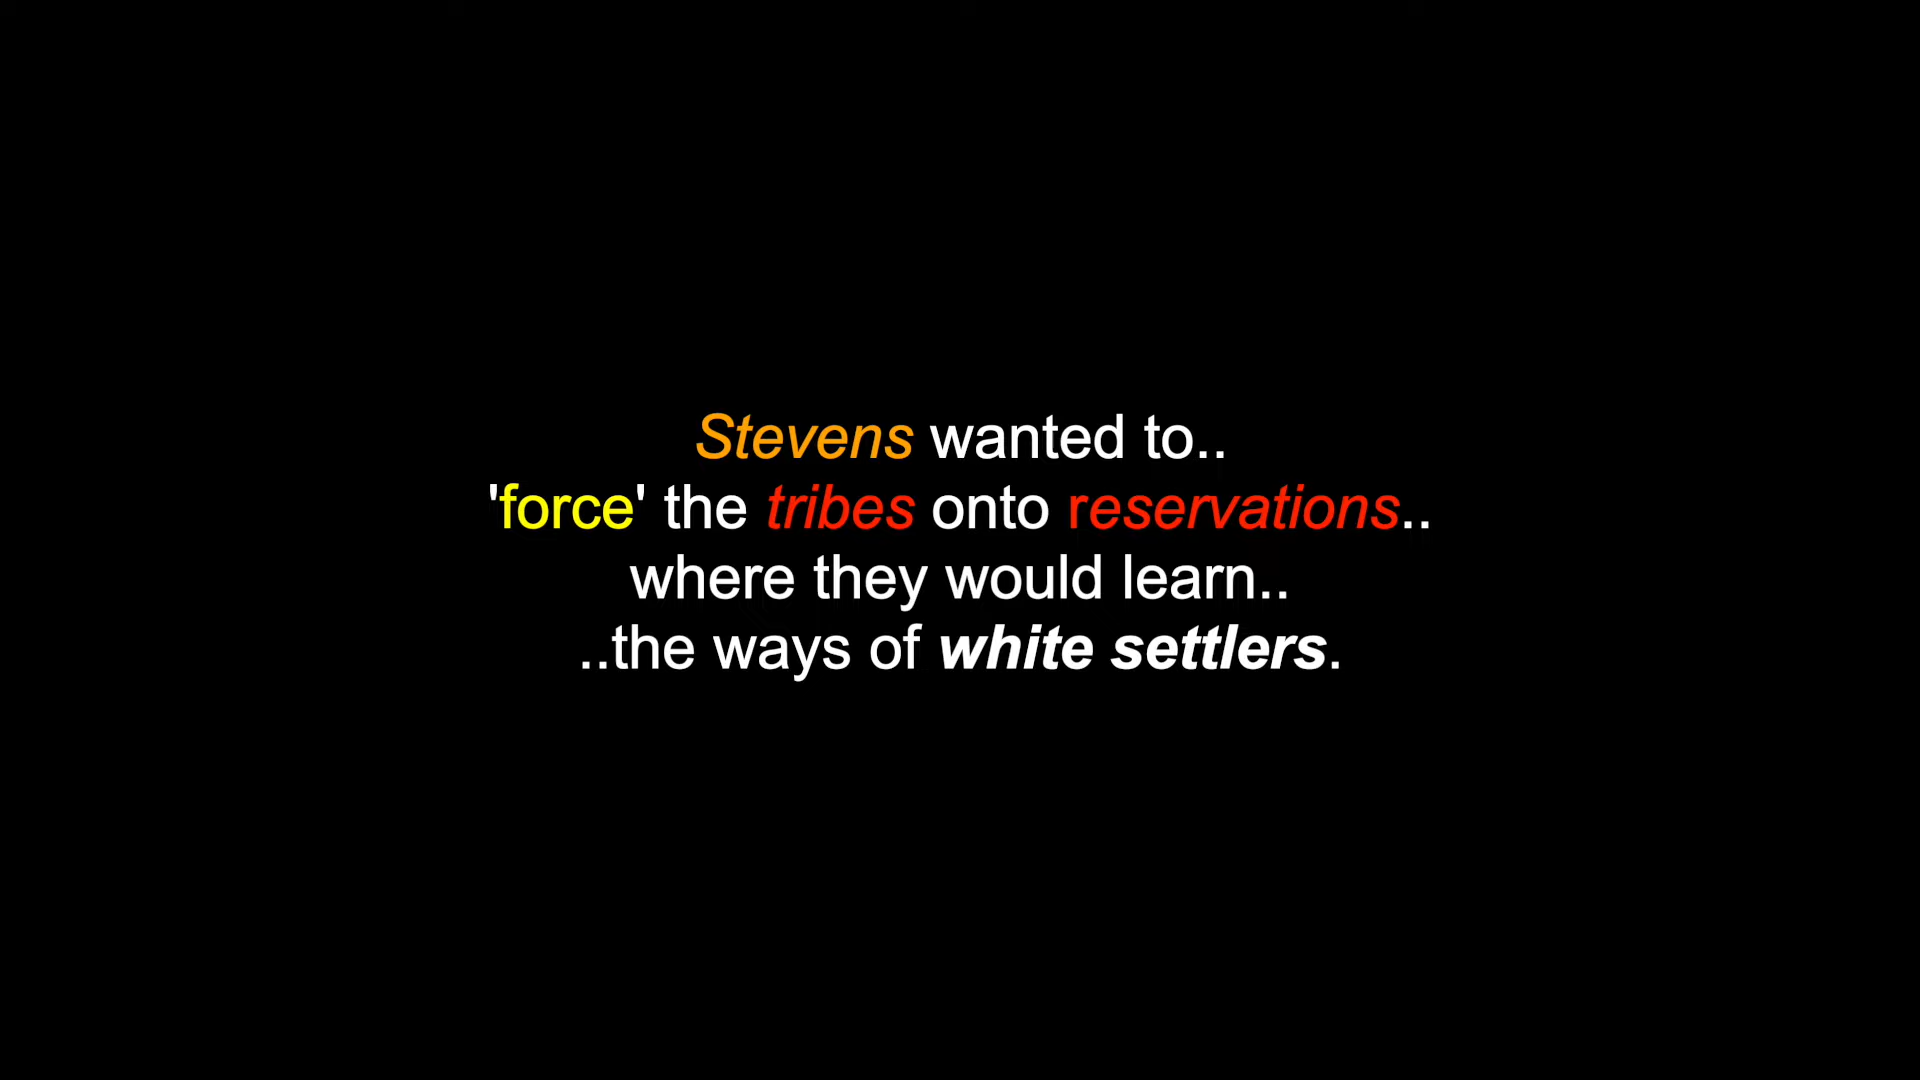 Stevens wanted to..
'force' the tribes onto reservations..
where they would learn..
..the ways of white settlers.